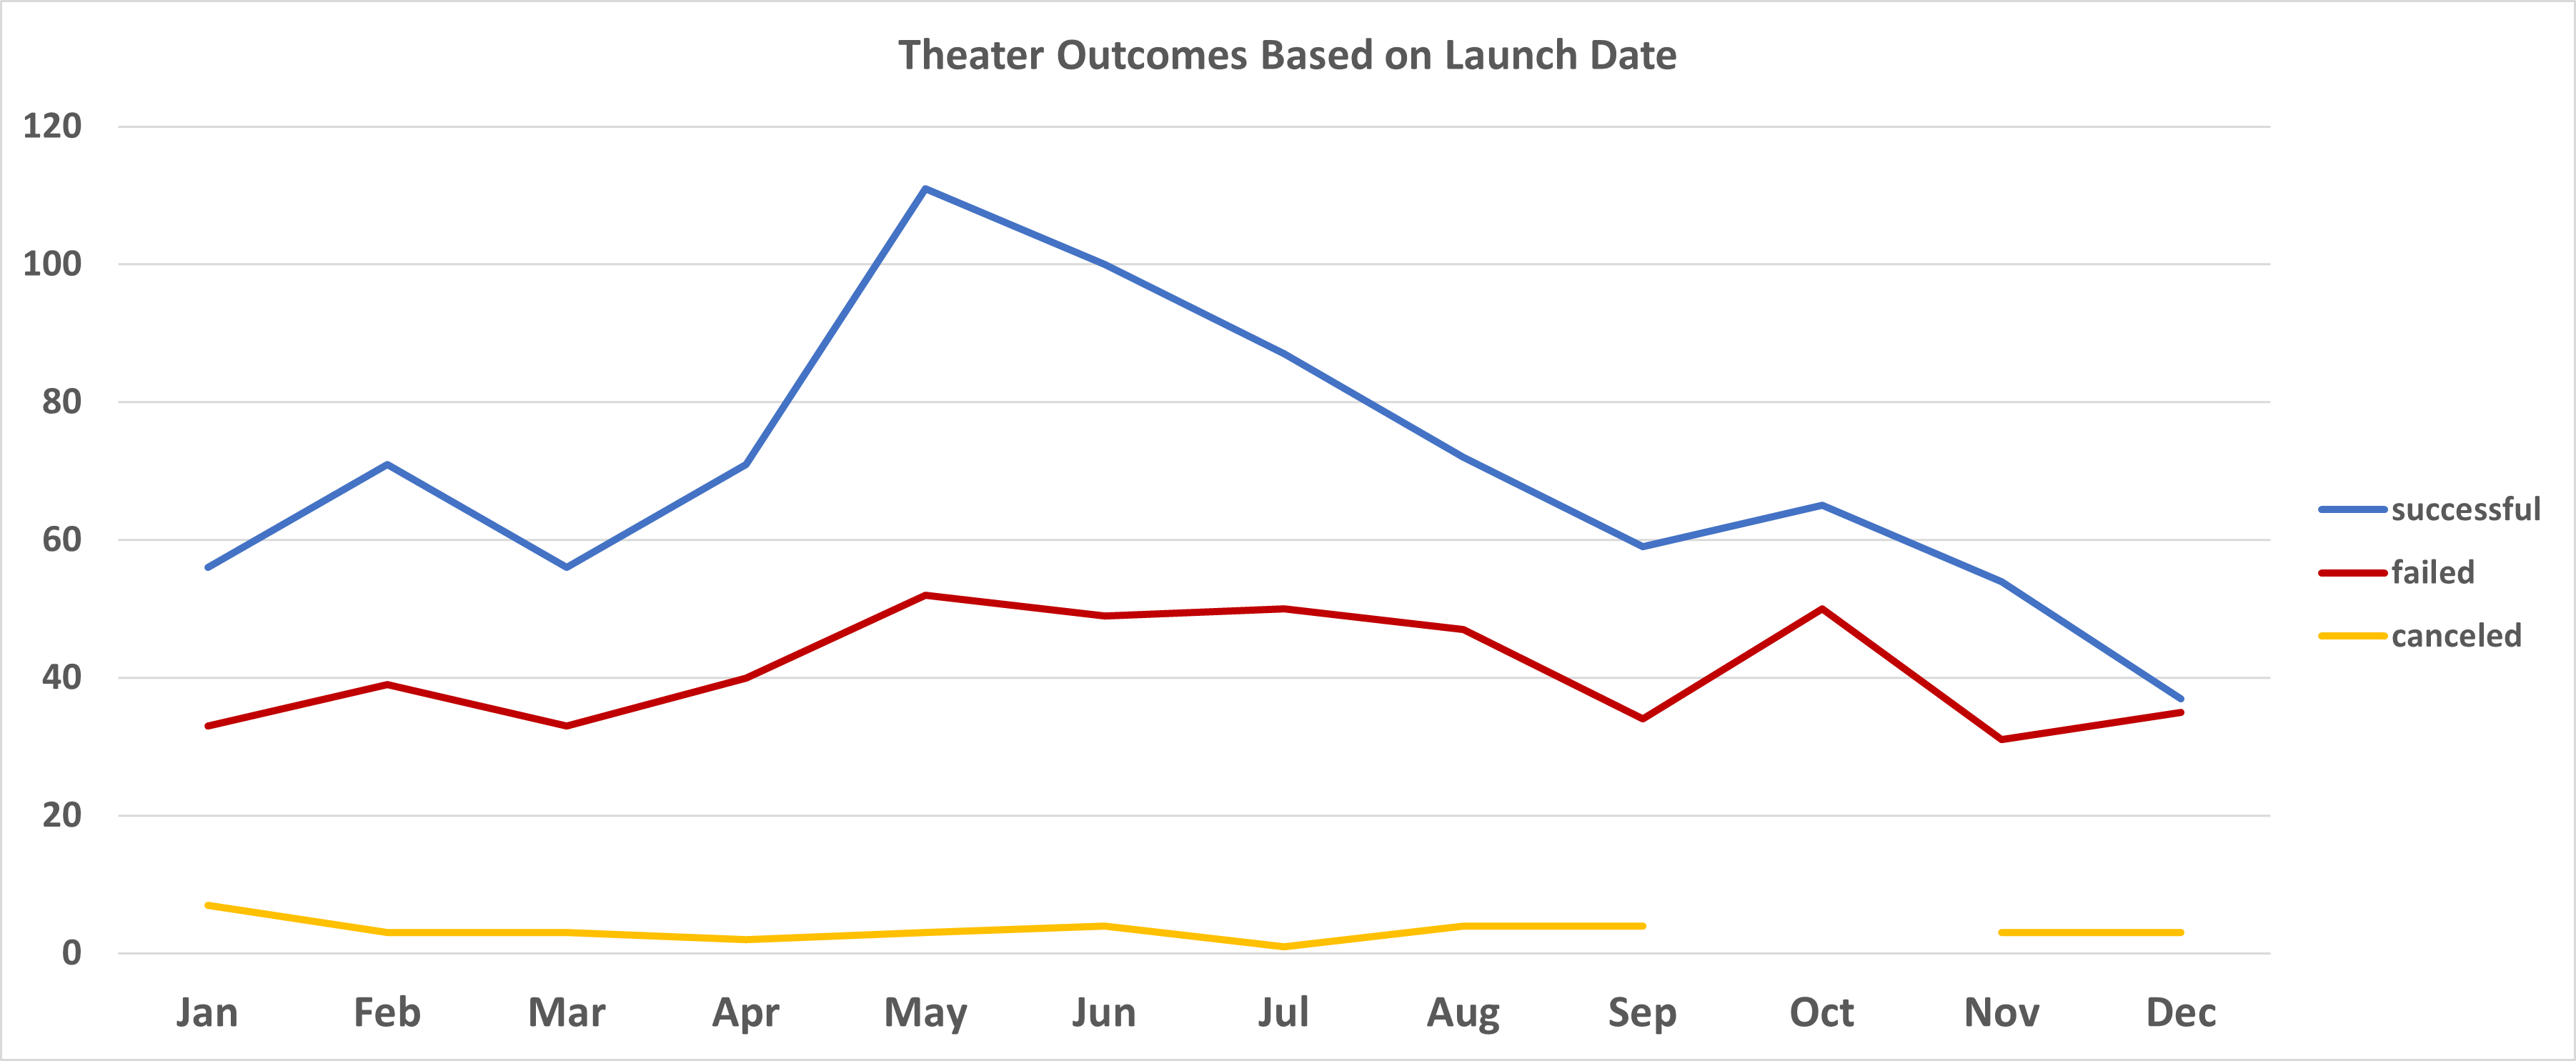 Theater Outcomes Based on Launch Date
120
100
80
60
40
20
0
Jan Feb Mar Apr May Jun Jul Aug Sep Oct Nov Dec
successful
failed
canceled